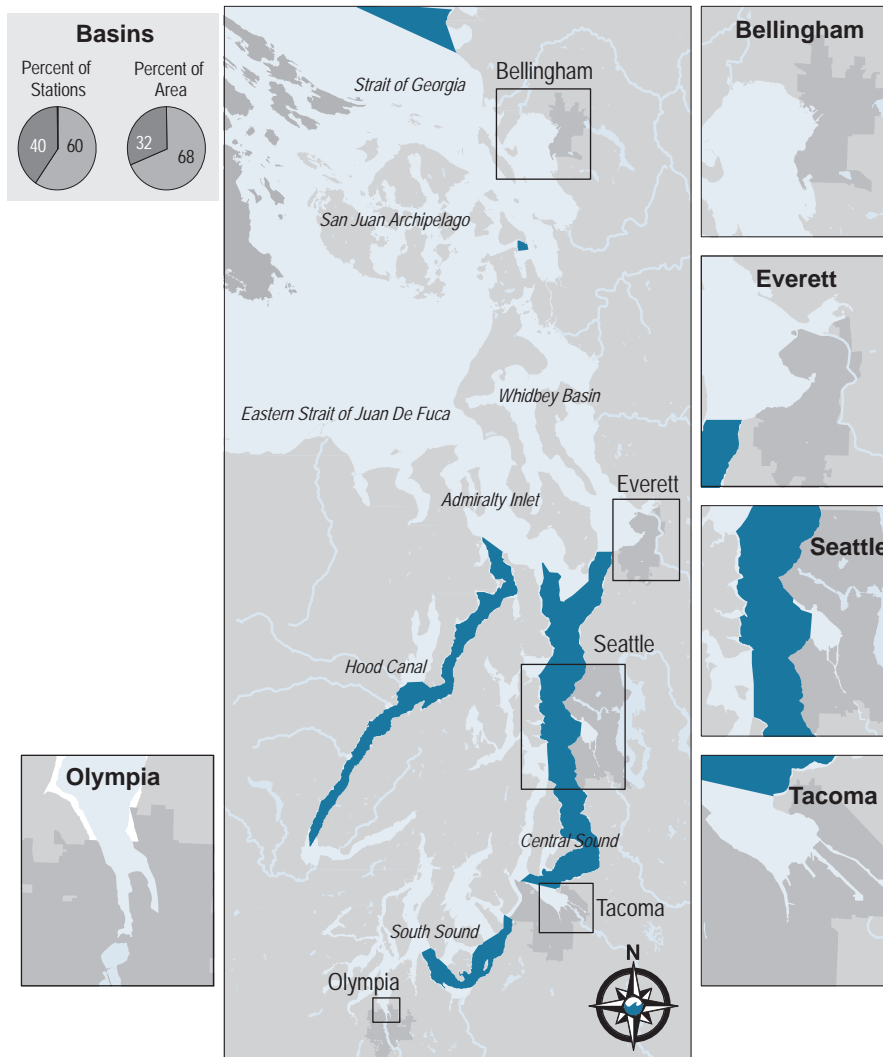 Basins
Percent of
Stations
Percent of
Area
40
60
32
68
Strait of Georgia
Bellingham
San Juan Archipelago
Whidbey Basin
Eastern Strait of Juan De Fuca
Admiralty Inlet
Everett
Hood Canal
Seattle
Central Sound
Tacoma
South Sound
Olympia
N
Bellingham
Everett
Seattle
Tacoma
Olympia